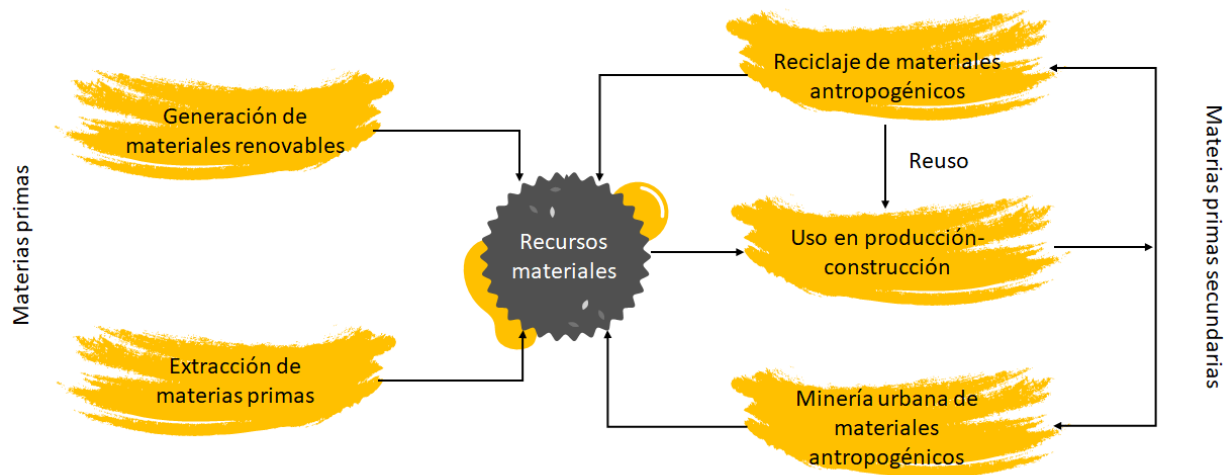 Materias primas
Generación de
materiales renovables
Extracción de
materias primas
Recursos
materiales
Reciclaje de materiales
antropogénicos
Reuso
Uso en producción-
construcción
Minería urbana de
materiales
antropogénicos
Materias primas secundarias